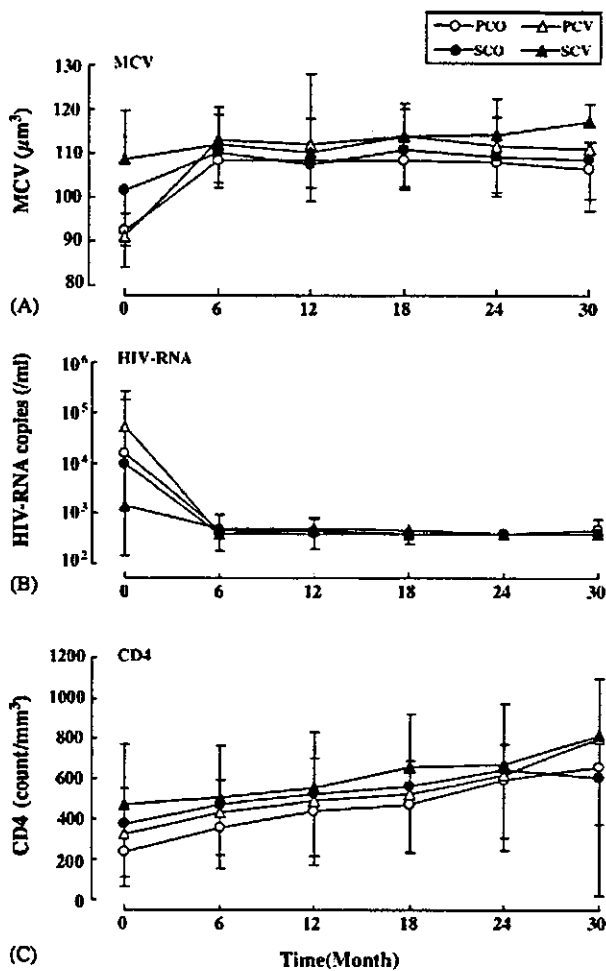 PCO PCV
SCO SCV
MCV
130
120
110
100
90
80
MCV (μm³)
0 6 12 18 24 30
(A)
HIV-RNA
10⁶
10⁵
10⁴
10³
10²
HIV-RNA copies (/ml)
0 6 12 18 24 30
(B)
CD4
1200
1000
800
600
400
200
0
CD4 (count/mm³)
0 6 12 18 24 30
(C)
Time(Month)